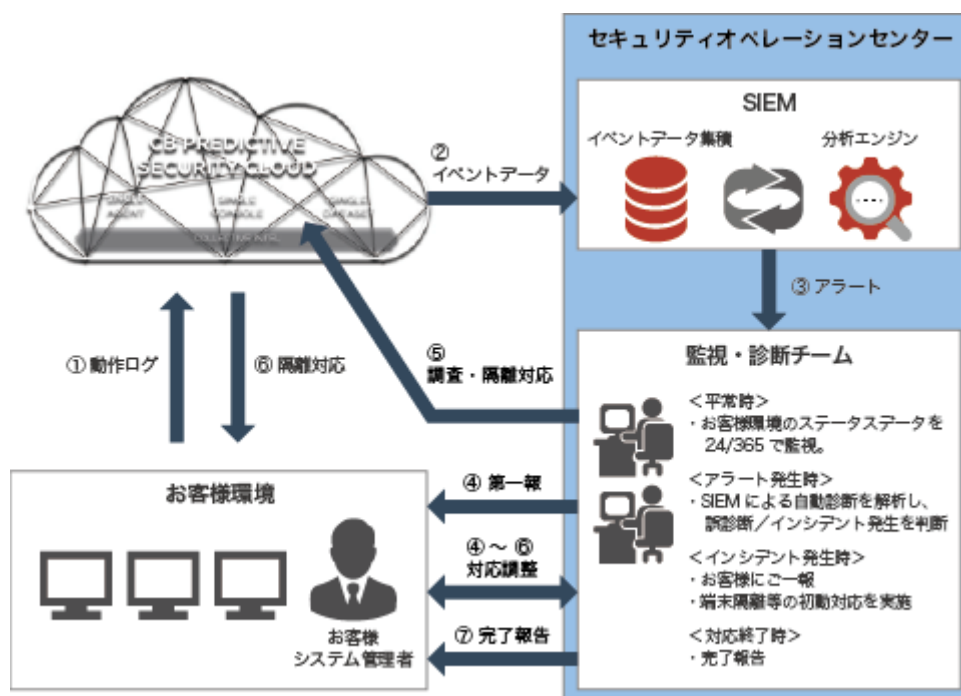 セキュリティオペレーションセンター
SIEM
イベントデータ集積
分析エンジン
CB PREDICTIVE
SECURITY CLOUD
SINGLE
AGENT
SINGLE
CONSOLE
SINGLE
DATASET
②
イベントデータ
③ アラート
① 動作ログ
⑥ 隔離対応
⑤
調査・隔離対応
監視・診断チーム
＜平常時＞
・お客様環境のステータスデータを
24/365 で監視。
＜アラート発生時＞
・SIEM による自動診断を解析し、
誤診断／インシデント発生を判断
＜インシデント発生時＞
・お客様にご一報
・端末隔離等の初動対応を実施
＜対応終了時＞
・完了報告
お客様環境
お客様
システム管理者
④ 第一報
④ ～ ⑥
対応調整
⑦ 完了報告